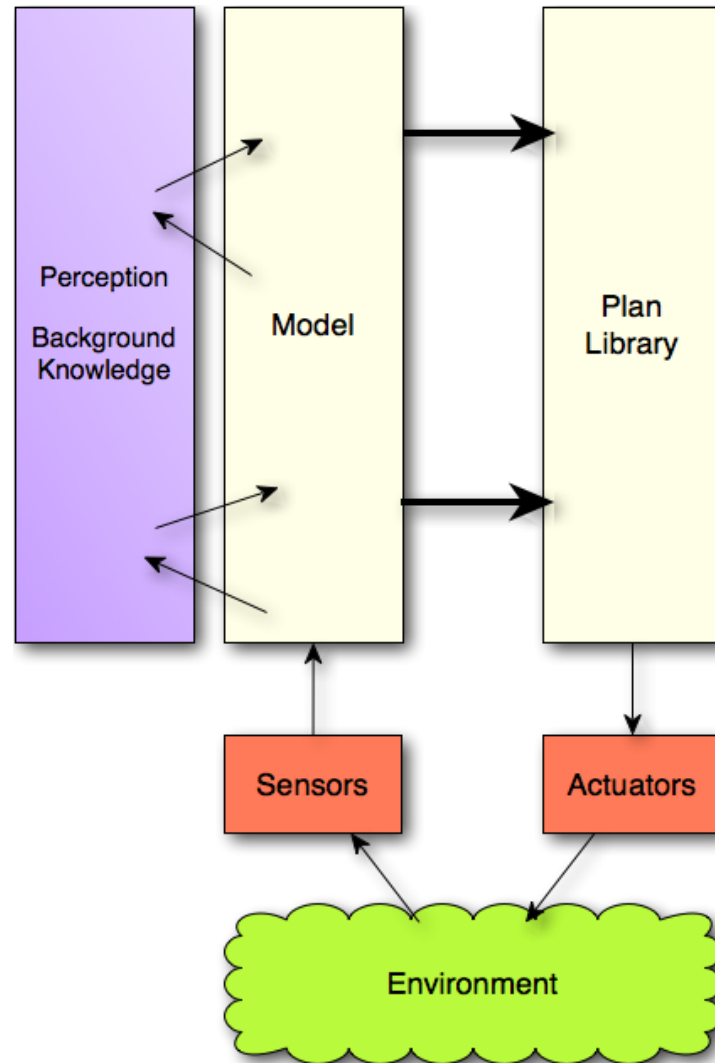 Perception
Background
Knowledge
Model
Plan
Library
Sensors
Actuators
Environment